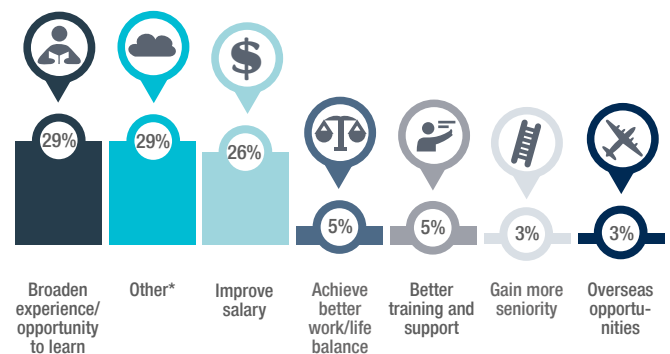 $
29%
29%
26%
5%
5%
3%
3%
Broaden
experience/
opportunity
to learn
Other*
Improve
salary
Achieve
better
work/life
balance
Better
training and
support
Gain more
seniority
Overseas
opportu-
nities